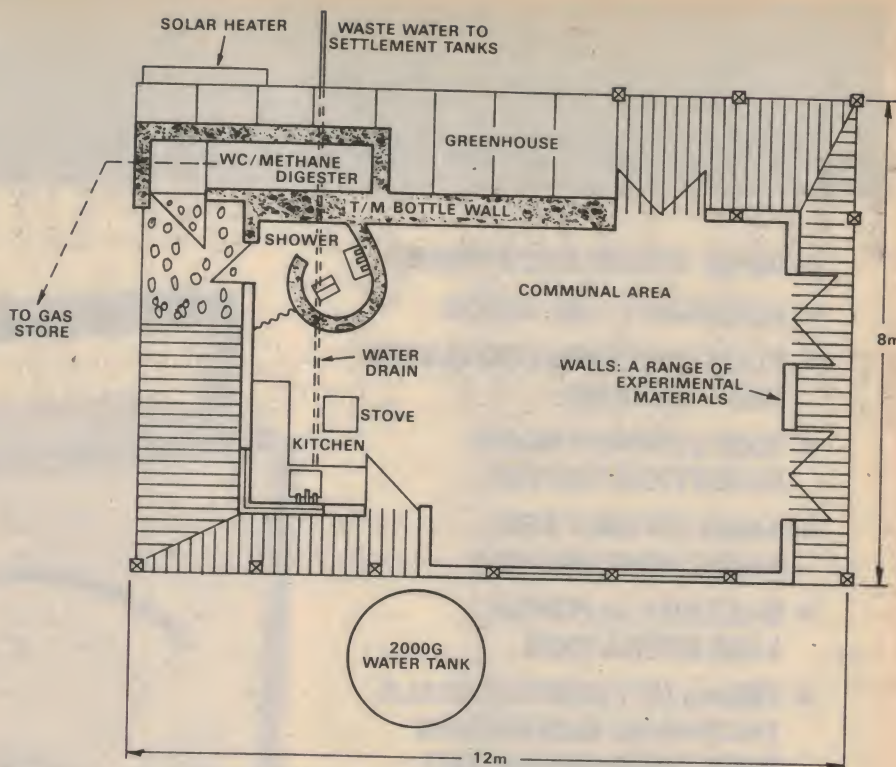 SOLAR HEATER
WASTE WATER TO
SETTLEMENT TANKS
GREENHOUSE
WC/METHANE
DIGESTER
T/M BOTTLE WALL
SHOWER
COMMUNAL AREA
TO GAS
STORE
8m
WATER
DRAIN
WALLS: A RANGE OF
EXPERIMENTAL
MATERIALS
STOVE
KITCHEN
2000G
WATER TANK
12m